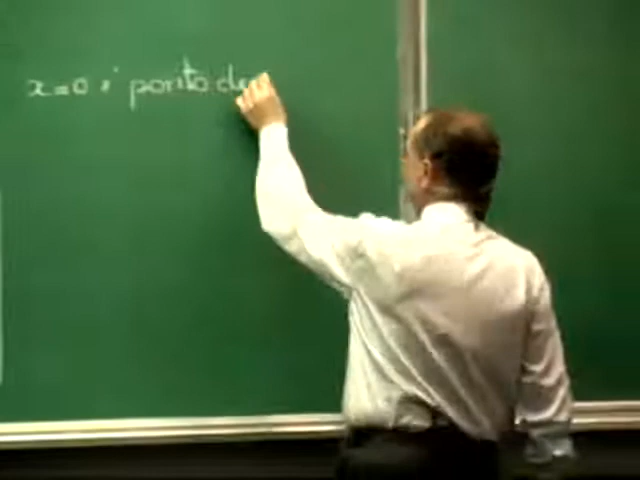 x=0 é ponto de